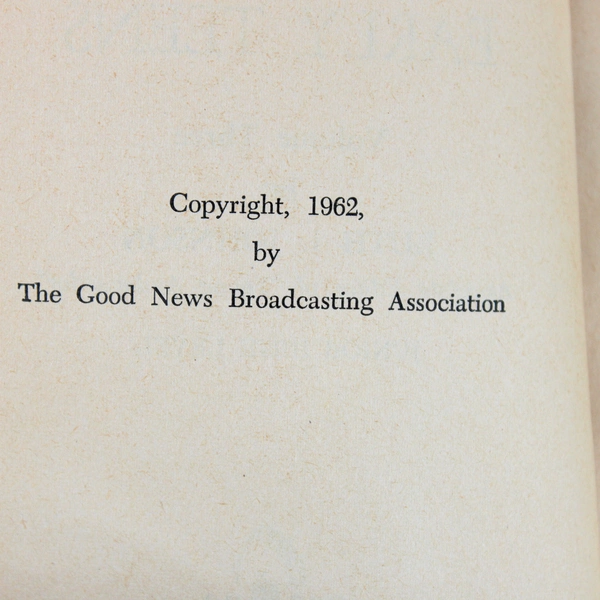 Copyright, 1962,
by
The Good News Broadcasting Association